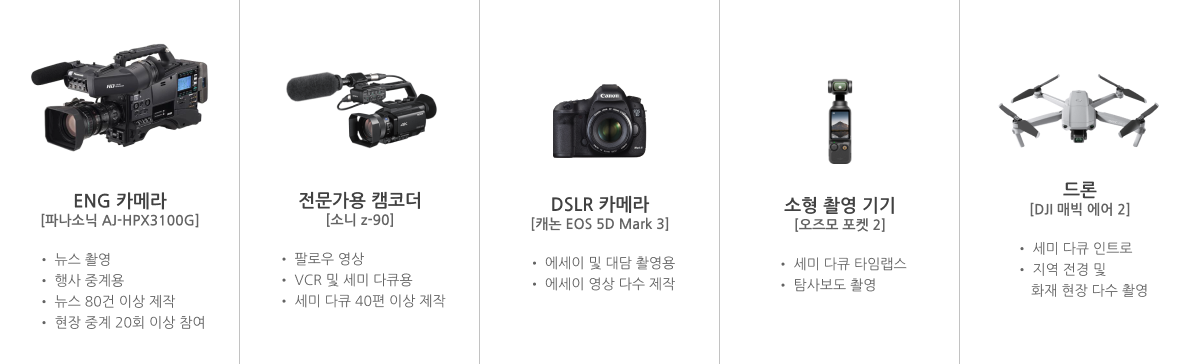 ENG 카메라
[파나소닉 AJ-HPX3100G]
• 뉴스 촬영
• 행사 중계용
• 뉴스 80건 이상 제작
• 현장 중계 20회 이상 참여
전문가용 캠코더
[소니 z-90]
• 팔로우 영상
• VCR 및 세미 다큐용
• 세미 다큐 40편 이상 제작
Canon
DSLR 카메라
[캐논 EOS 5D Mark 3]
• 에세이 및 대담 촬영용
• 에세이 영상 다수 제작
소형 촬영 기기
[오즈모 포켓 2]
• 세미 다큐 타임랩스
• 탐사보도 촬영
드론
[DJI 매빅 에어 2]
• 세미 다큐 인트로
• 지역 전경 및
화재 현장 다수 촬영